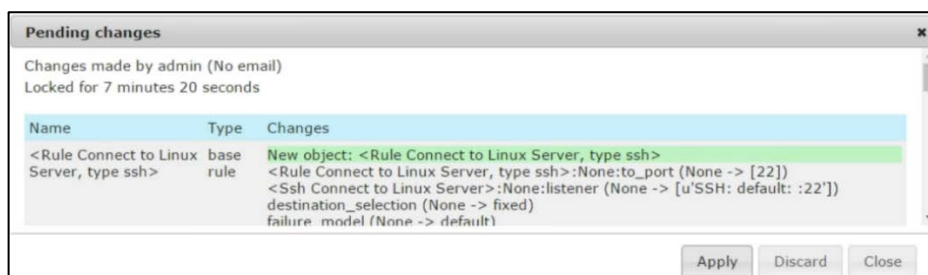 Pending changes
Changes made by admin (No email)
Locked for 7 minutes 20 seconds
Name Type Changes
<Rule Connect to Linux Server, type ssh> base rule New object: <Rule Connect to Linux Server, type ssh>
<Rule Connect to Linux Server, type ssh>:None:to_port (None -> [22])
<Ssh Connect to Linux Server>:None:listener (None -> [u'SSH: default: :22'])
destination_selection (None -> fixed)
failure_model (None -> default)
Apply Discard Close